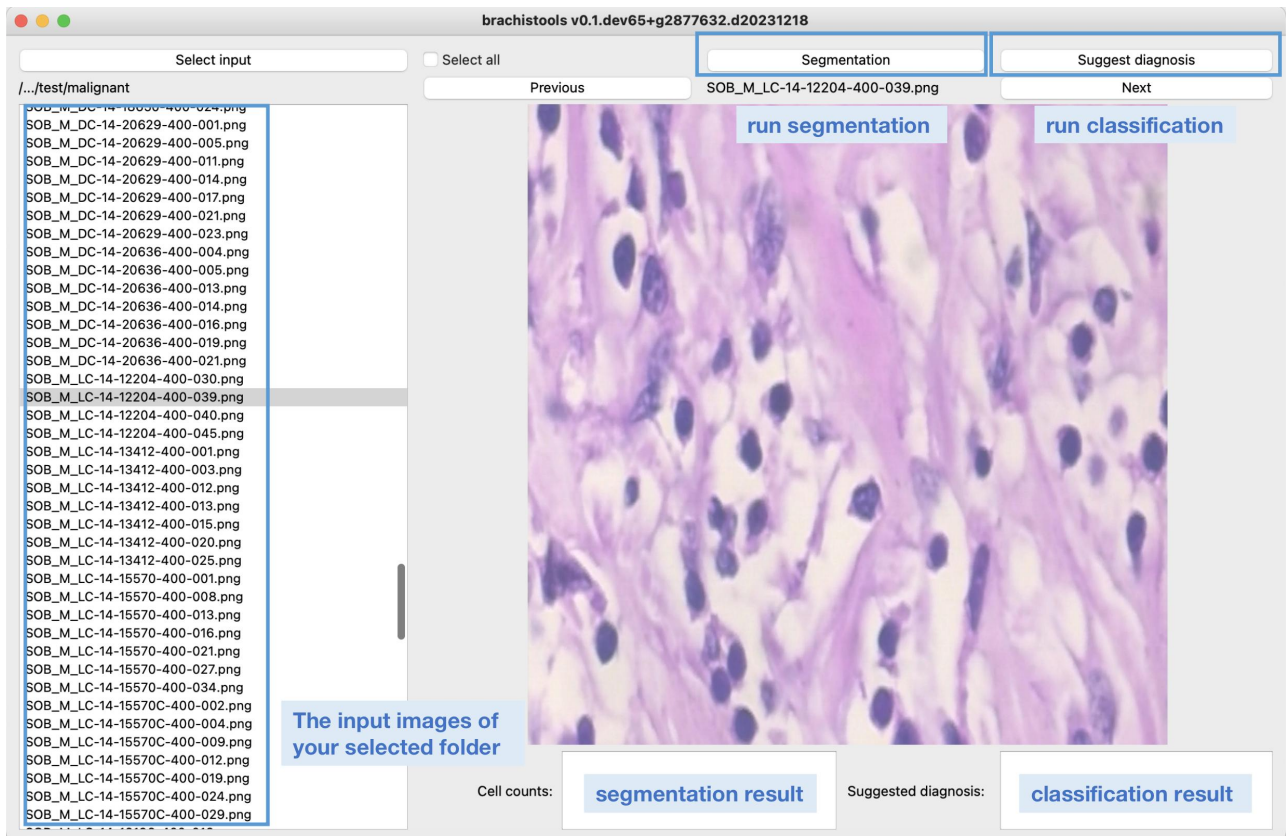 brachistools v0.1.dev65+g2877632.d20231218
Select input
Select all
Segmentation
Suggest diagnosis
/.../test/malignant
Previous
SOB_M_LC-14-12204-400-039.png
Next
run segmentation
run classification
SOB_M_DC-14-20629-400-001.png
SOB_M_DC-14-20629-400-005.png
SOB_M_DC-14-20629-400-011.png
SOB_M_DC-14-20629-400-014.png
SOB_M_DC-14-20629-400-017.png
SOB_M_DC-14-20629-400-021.png
SOB_M_DC-14-20629-400-023.png
SOB_M_DC-14-20636-400-004.png
SOB_M_DC-14-20636-400-005.png
SOB_M_DC-14-20636-400-013.png
SOB_M_DC-14-20636-400-014.png
SOB_M_DC-14-20636-400-016.png
SOB_M_DC-14-20636-400-019.png
SOB_M_DC-14-20636-400-021.png
SOB_M_LC-14-12204-400-030.png
SOB_M_LC-14-12204-400-039.png
SOB_M_LC-14-12204-400-040.png
SOB_M_LC-14-12204-400-045.png
SOB_M_LC-14-13412-400-001.png
SOB_M_LC-14-13412-400-003.png
SOB_M_LC-14-13412-400-012.png
SOB_M_LC-14-13412-400-013.png
SOB_M_LC-14-13412-400-015.png
SOB_M_LC-14-13412-400-020.png
SOB_M_LC-14-13412-400-025.png
SOB_M_LC-14-15570-400-001.png
SOB_M_LC-14-15570-400-008.png
SOB_M_LC-14-15570-400-013.png
SOB_M_LC-14-15570-400-016.png
SOB_M_LC-14-15570-400-021.png
SOB_M_LC-14-15570-400-027.png
SOB_M_LC-14-15570-400-034.png
SOB_M_LC-14-15570C-400-002.png
SOB_M_LC-14-15570C-400-004.png
SOB_M_LC-14-15570C-400-009.png
SOB_M_LC-14-15570C-400-012.png
SOB_M_LC-14-15570C-400-019.png
SOB_M_LC-14-15570C-400-024.png
SOB_M_LC-14-15570C-400-029.png
The input images of
your selected folder
Cell counts:
segmentation result
Suggested diagnosis:
classification result